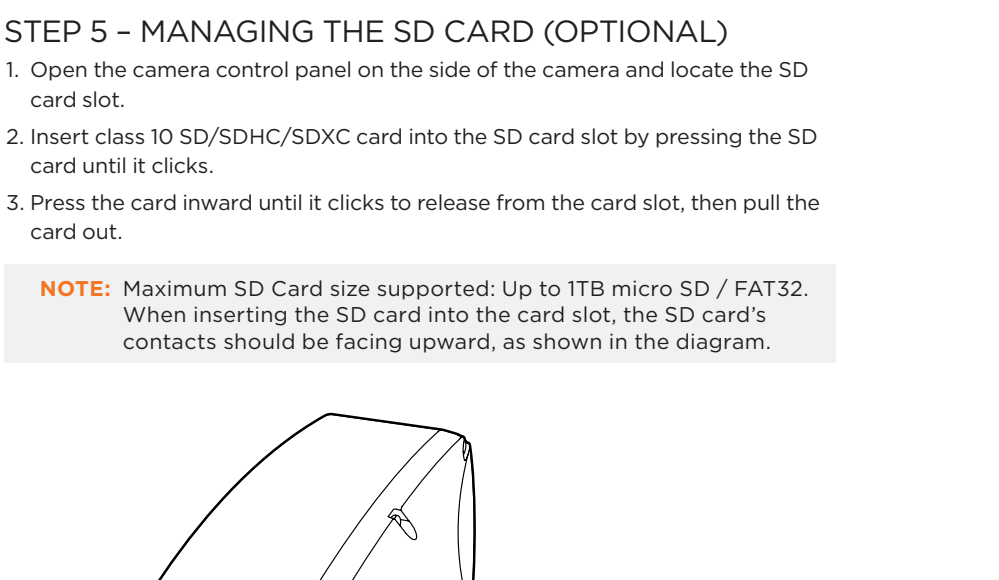 STEP 5 – MANAGING THE SD CARD (OPTIONAL)
1. Open the camera control panel on the side of the camera and locate the SD
card slot.
2. Insert class 10 SD/SDHC/SDXC card into the SD card slot by pressing the SD
card until it clicks.
3. Press the card inward until it clicks to release from the card slot, then pull the
card out.
NOTE: Maximum SD Card size supported: Up to 1TB micro SD / FAT32.
When inserting the SD card into the card slot, the SD card’s
contacts should be facing upward, as shown in the diagram.